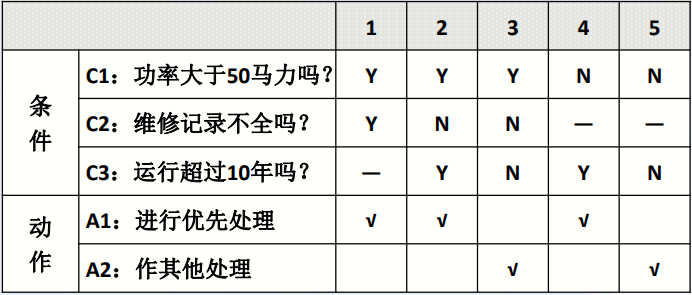 1 2 3 4 5
条件
C1：功率大于50马力吗? Y Y Y N N
C2：维修记录不全吗? Y N N — —
C3：运行超过10年吗? — Y N Y N
动作
A1：进行优先处理 √ √ √
A2：作其他处理 √ √